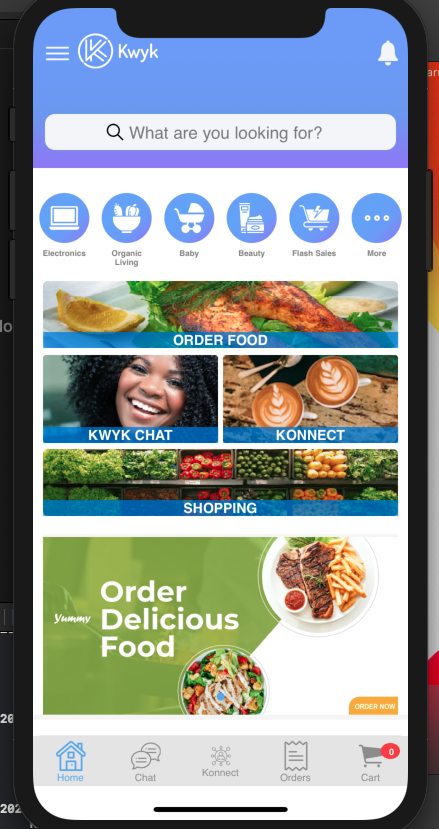 Kwyk
What are you looking for?
Electronics
Organic
Living
Baby
Beauty
Flash Sales
More
ORDER FOOD
KWYK CHAT
KONNECT
SHOPPING
Yummy
Order
Delicious
Food
ORDER NOW
Home
Chat
Konnect
Orders
Cart
0